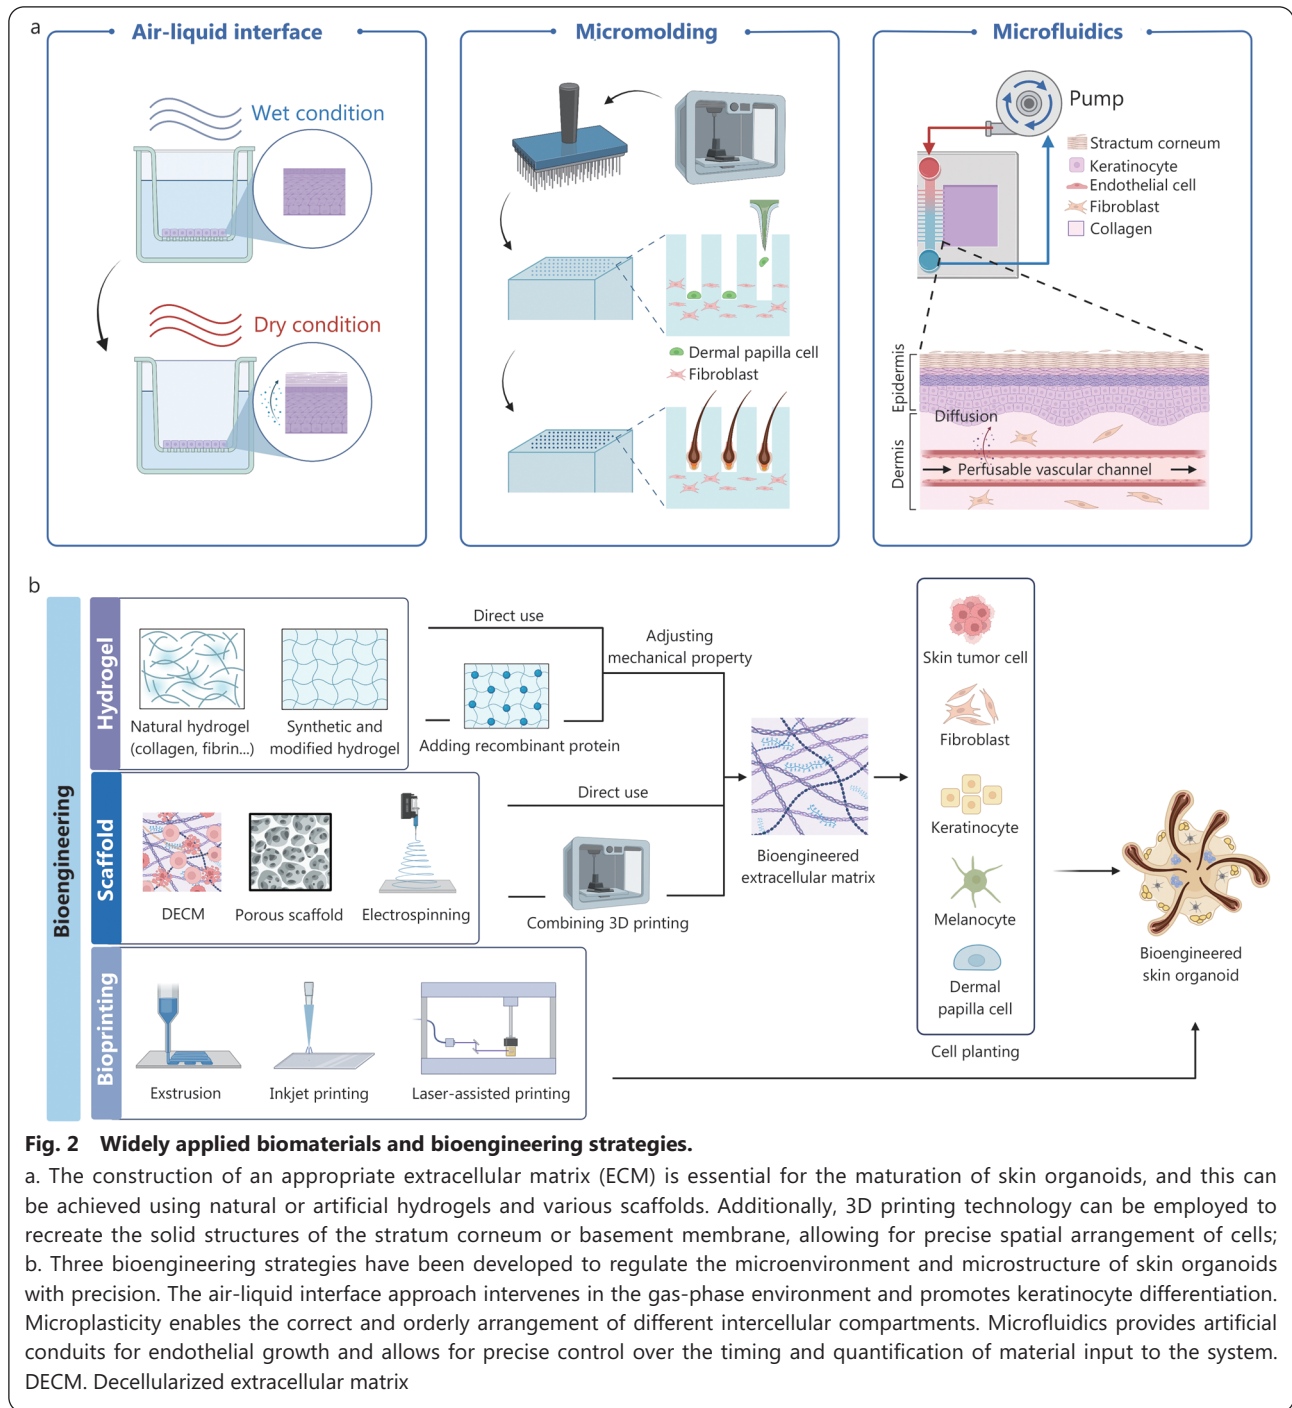 a
Air-liquid interface
Wet condition
Dry condition
Micromolding
Dermal papilla cell
Fibroblast
Microfluidics
Pump
Stratum corneum
Keratinocyte
Endothelial cell
Fibroblast
Collagen
Epidermis
Dermis
Diffusion
Perfusable vascular channel
b
Bioengineering
Hydrogel
Natural hydrogel
(collagen, fibrin...)
Synthetic and
modified hydrogel
Direct use
Adding recombinant protein
Adjusting
mechanical property
Scaffold
DECM
Porous scaffold
Electrospinning
Direct use
Combining 3D printing
Bioengineered
extracellular matrix
Skin tumor cell
Fibroblast
Keratinocyte
Melanocyte
Dermal
papilla cell
Cell planting
Bioengineered
skin organoid
Bioprinting
Exstrusion
Inkjet printing
Laser-assisted printing
Fig. 2 Widely applied biomaterials and bioengineering strategies.
a. The construction of an appropriate extracellular matrix (ECM) is essential for the maturation of skin organoids, and this can
be achieved using natural or artificial hydrogels and various scaffolds. Additionally, 3D printing technology can be employed to
recreate the solid structures of the stratum corneum or basement membrane, allowing for precise spatial arrangement of cells;
b. Three bioengineering strategies have been developed to regulate the microenvironment and microstructure of skin organoids
with precision. The air-liquid interface approach intervenes in the gas-phase environment and promotes keratinocyte differentiation.
Microplasticity enables the correct and orderly arrangement of different intercellular compartments. Microfluidics provides artificial
conduits for endothelial growth and allows for precise control over the timing and quantification of material input to the system.
DECM. Decellularized extracellular matrix